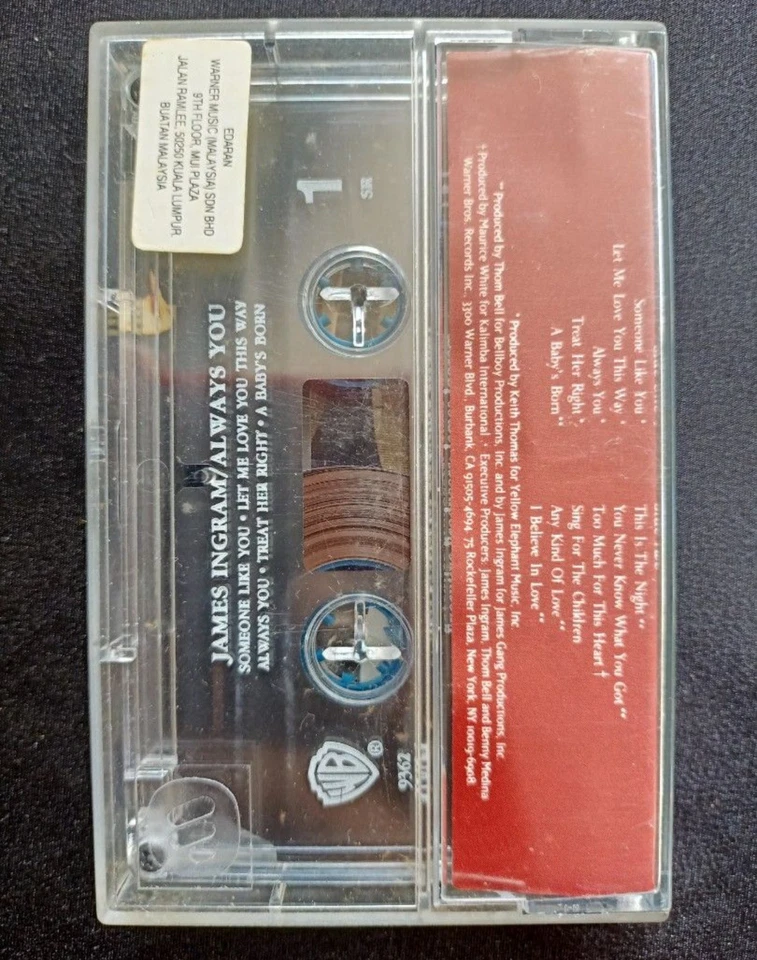 EDARAN
WARNER MUSIC (MALAYSIA) SDN BHD
9TH FLOOR, MUI PLAZA
JALAN RAMLEE, 50250 KUALA LUMPUR
BUATAN MALAYSIA
1
SR
JAMES INGRAM/ALWAYS YOU
SOMEONE LIKE YOU • LET ME LOVE YOU THIS WAY
ALWAYS YOU • TREAT HER RIGHT • A BABY'S BORN
®
Someone Like You *
Let Me Love You This Way *
Always You *
Treat Her Right *
A Baby's Born **
This Is The Night **
You Never Know What You Got **
Too Much For This Heart †
Sing For The Children
Any Kind Of Love **
I Believe In Love **
* Produced by Keith Thomas for Yellow Elephant Music, Inc.
** Produced by Thom Bell for Bellboy Productions, Inc. and by James Ingram for James Gang Productions, Inc.
† Produced by Maurice White for Kalimba International • Executive Producers: James Ingram, Thom Bell and Benny Medina
Warner Bros. Records Inc., 3300 Warner Blvd., Burbank, CA 91505-4694 75 Rockefeller Plaza, New York, NY 10019-6908